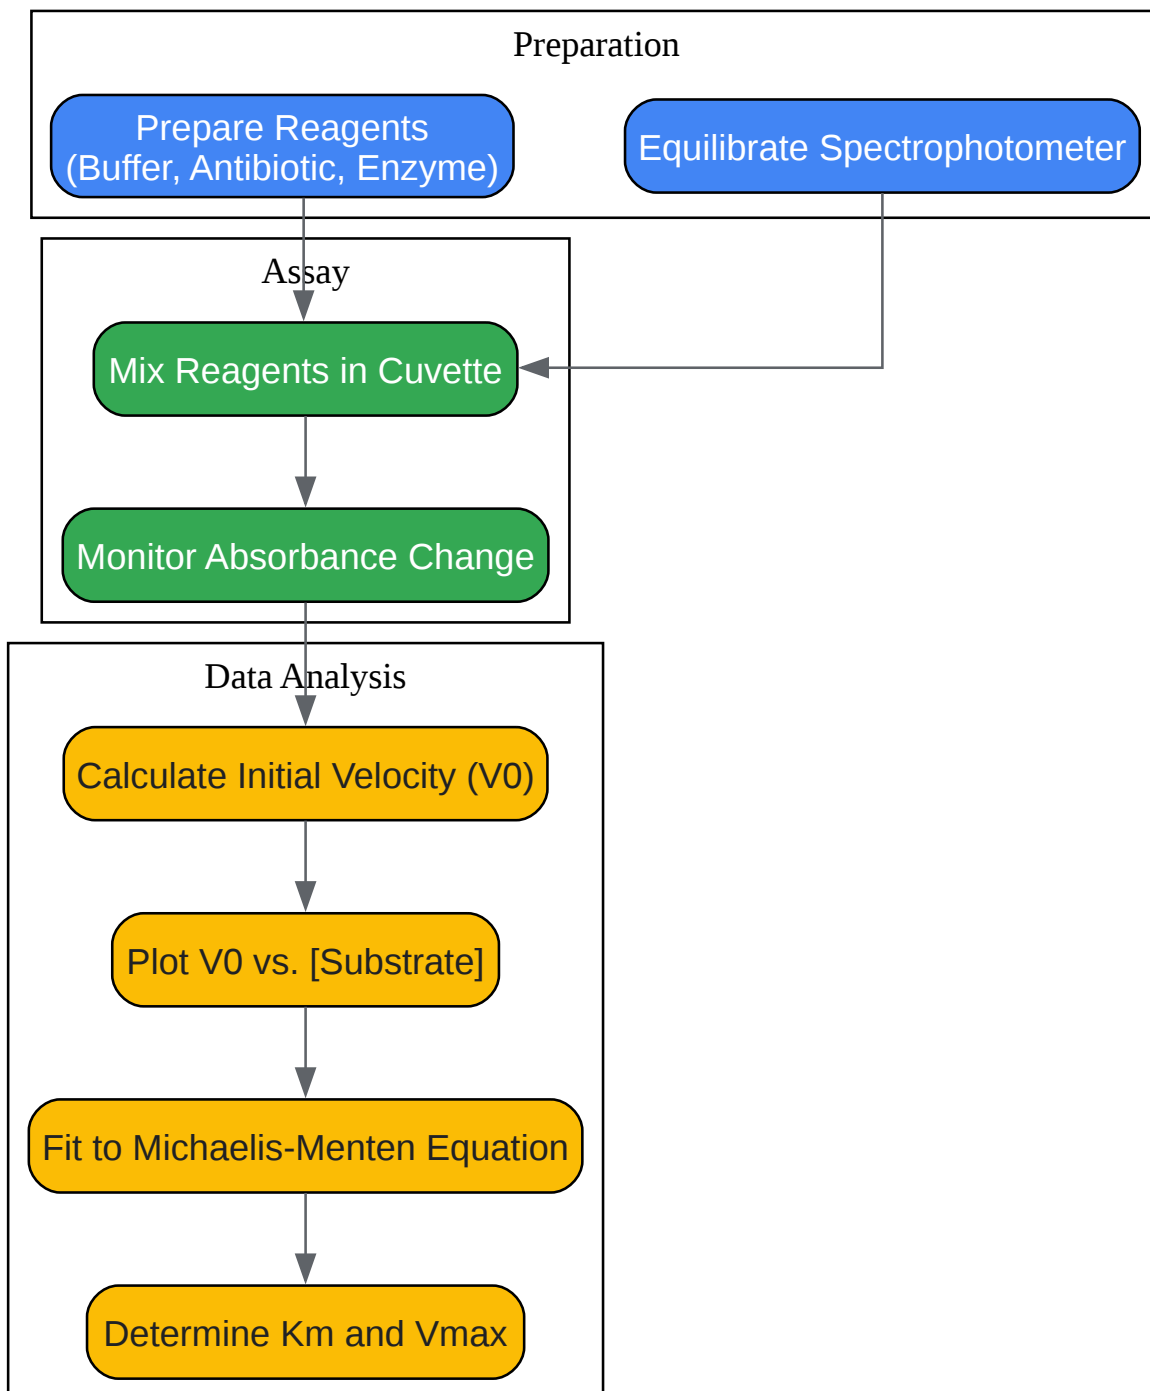 Preparation
Prepare Reagents
(Buffer, Antibiotic, Enzyme)
Equilibrate Spectrophotometer
Assay
Mix Reagents in Cuvette
Monitor Absorbance Change
Data Analysis
Calculate Initial Velocity (V0)
Plot V0 vs. [Substrate]
Fit to Michaelis-Menten Equation
Determine Km and Vmax